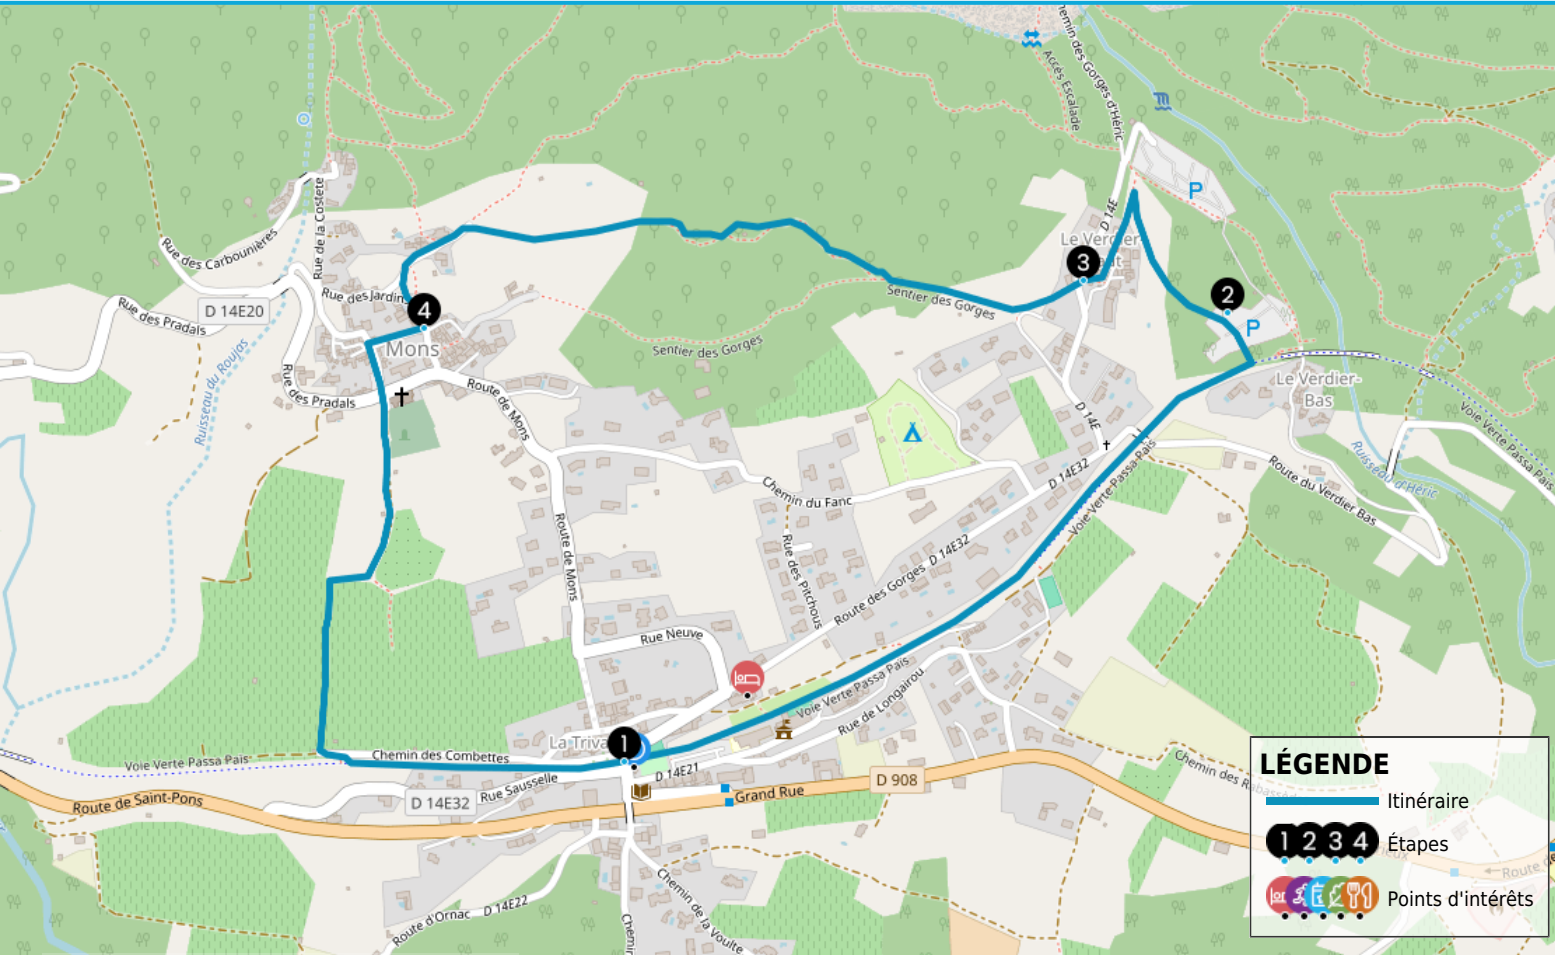 Chemin des Gorges d'Héric
Accès Escalade
P
D 14E
Rue de la Costete
Rue des Carbounières
Le Verdier-
3
2
Rue des Jardins
Sentier des Gorges
4
D 14E20
Rue des Pradals
P
Mons
Sentier des Gorges
Ruisseau du Roujas
Rue des Pradals
Route de Mons
Le Verdier-
Bas
D 14E
Voie Verte Passa Pais
Ruisseau d'Héric
D 14E32
Voie Verte Passa Pais
Route du Verdier Bas
Chemin du Fanc
Route de Mons
Rue des Pitchous
D 14E32
Route des Gorges
Rue Neuve
Voie Verte Passa Pais
Rue de Longairou
La Triva
1
Chemin des Combettes
Voie Verte Passa Pais
D 14E21
Rue Sausselle
D 908
Grand Rue
D 14E32
Route de Saint-Pons
Chemin des Rabass
LÉGENDE
Itinéraire
1 2 3 4
Étapes
Points d'intérêts
Route d'Ornac
D 14E22
Chemin de la Voulte
Chemi